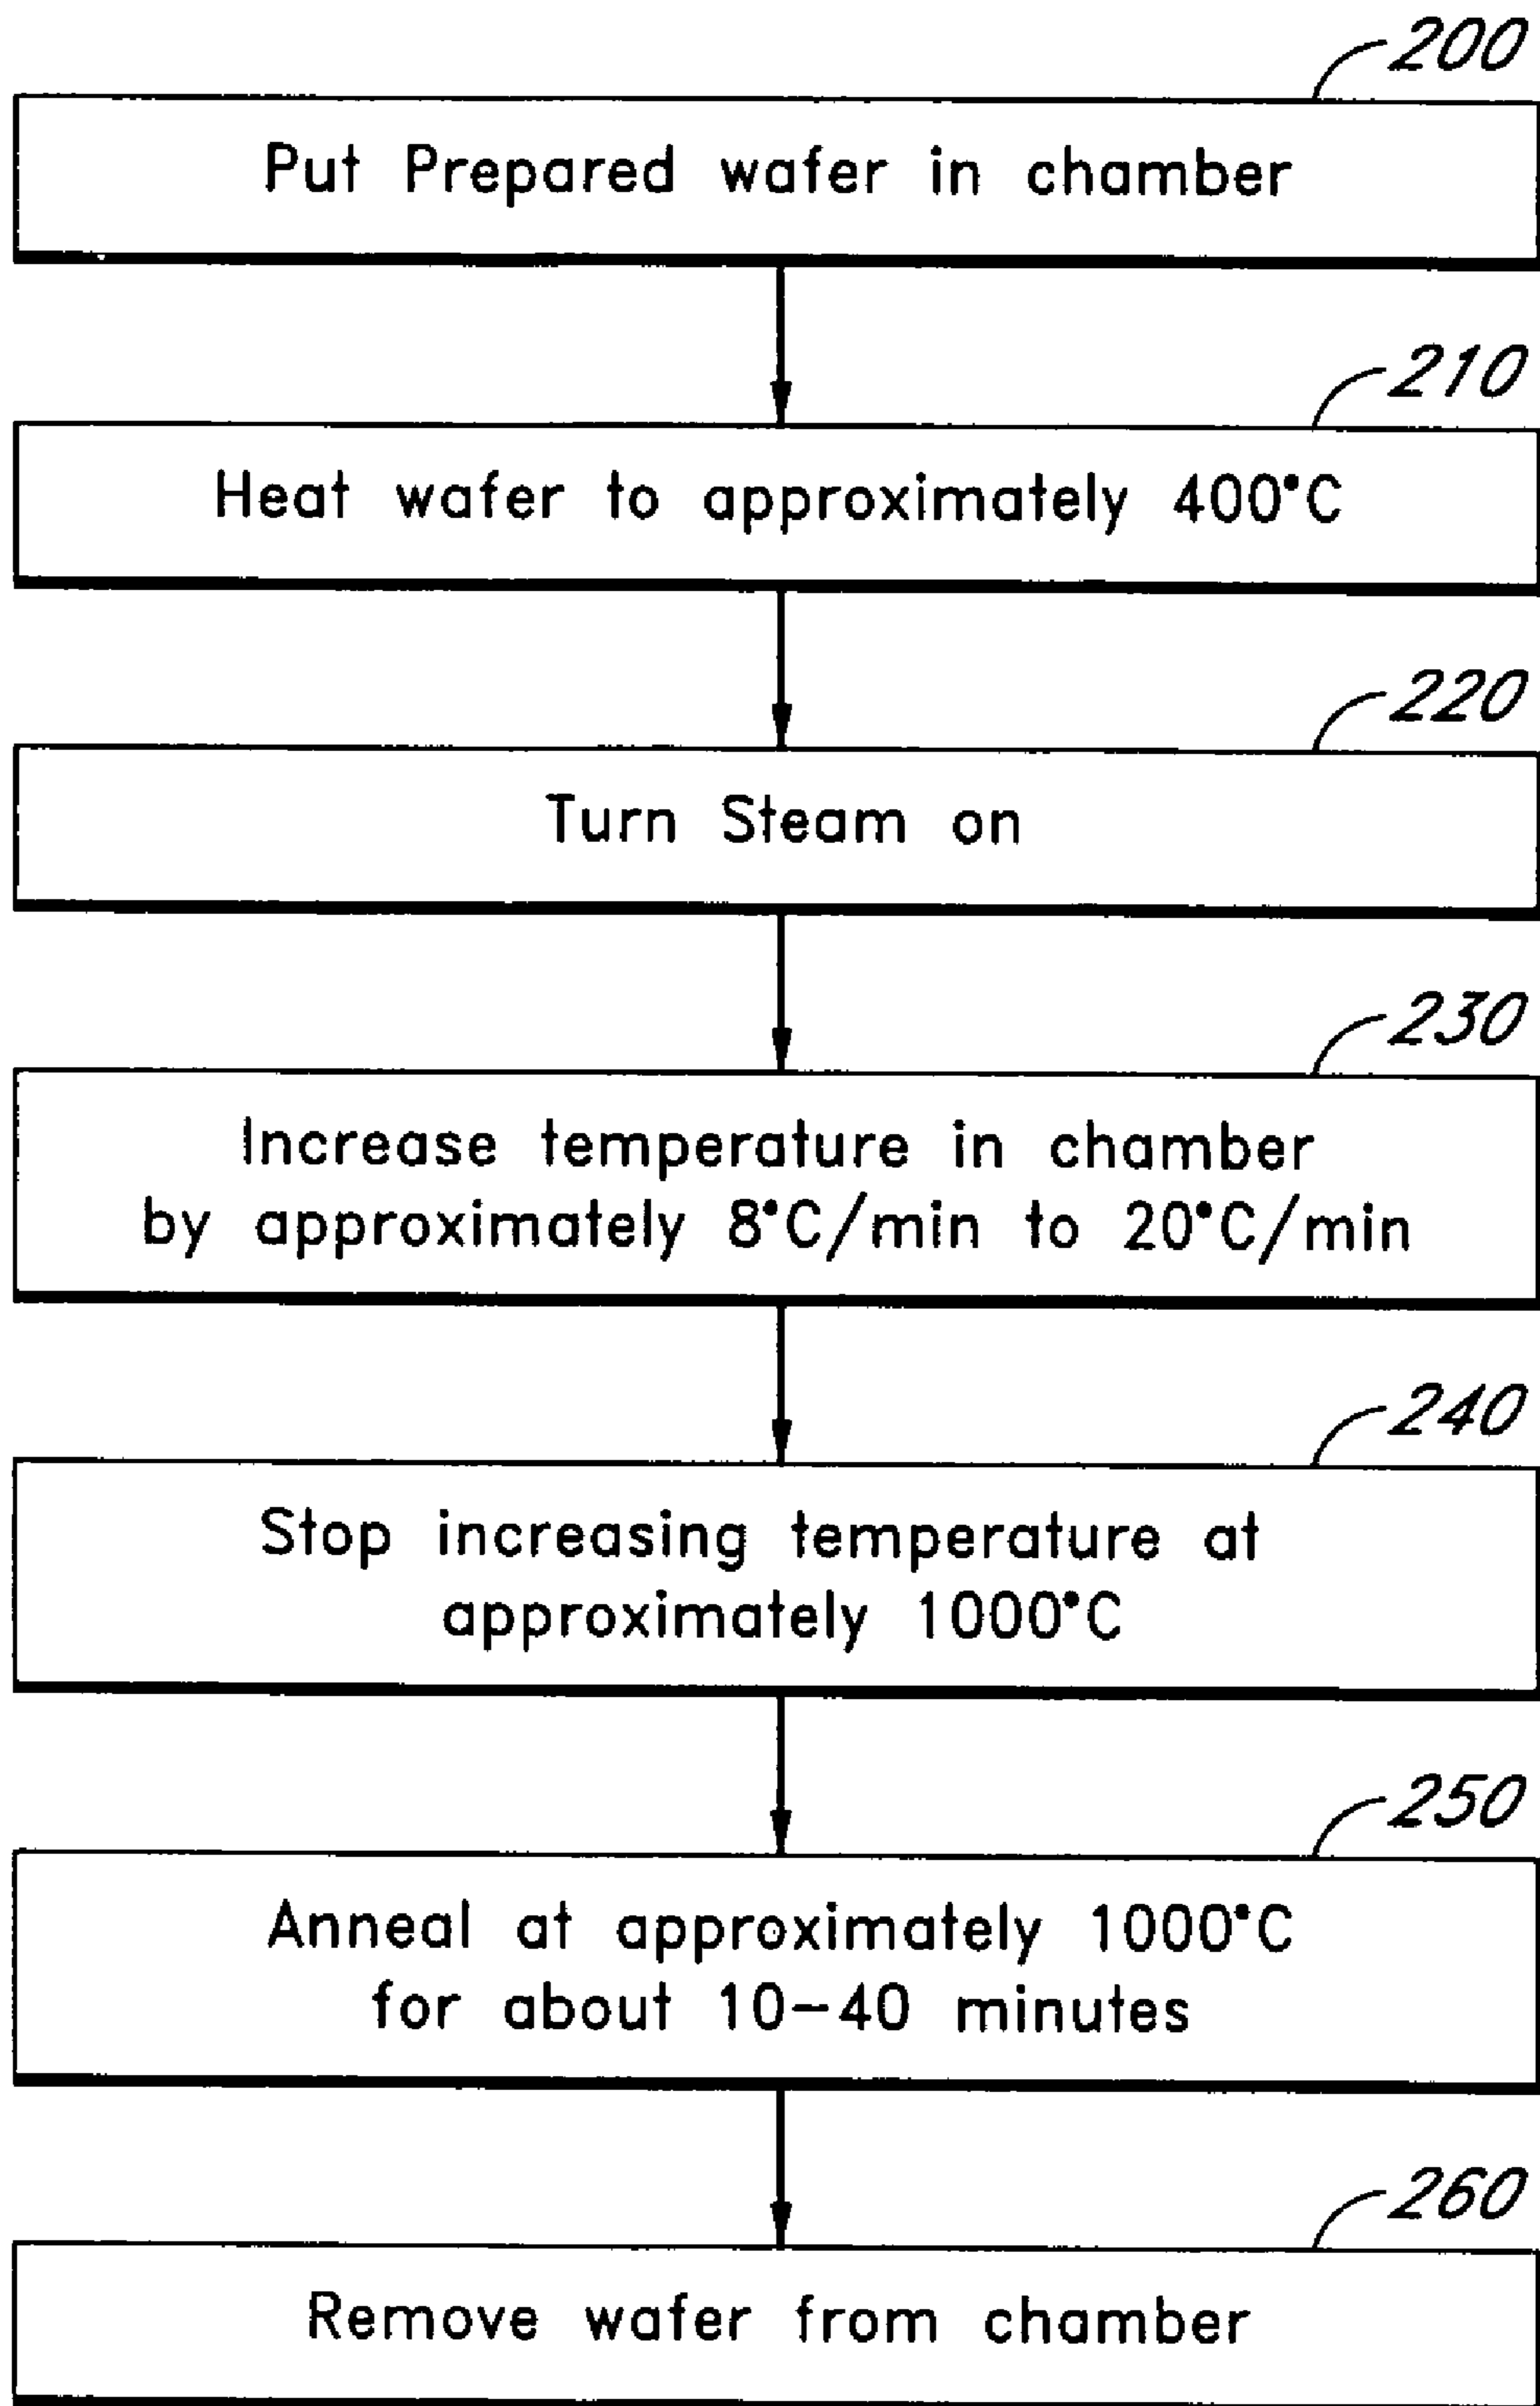 200
Put Prepared wafer in chamber
210
Heat wafer to approximately 400°C
220
Turn Steam on
230
Increase temperature in chamber
by approximately 8°C/min to 20°C/min
240
Stop increasing temperature at
approximately 1000°C
250
Anneal at approximately 1000°C
for about 10–40 minutes
260
Remove wafer from chamber